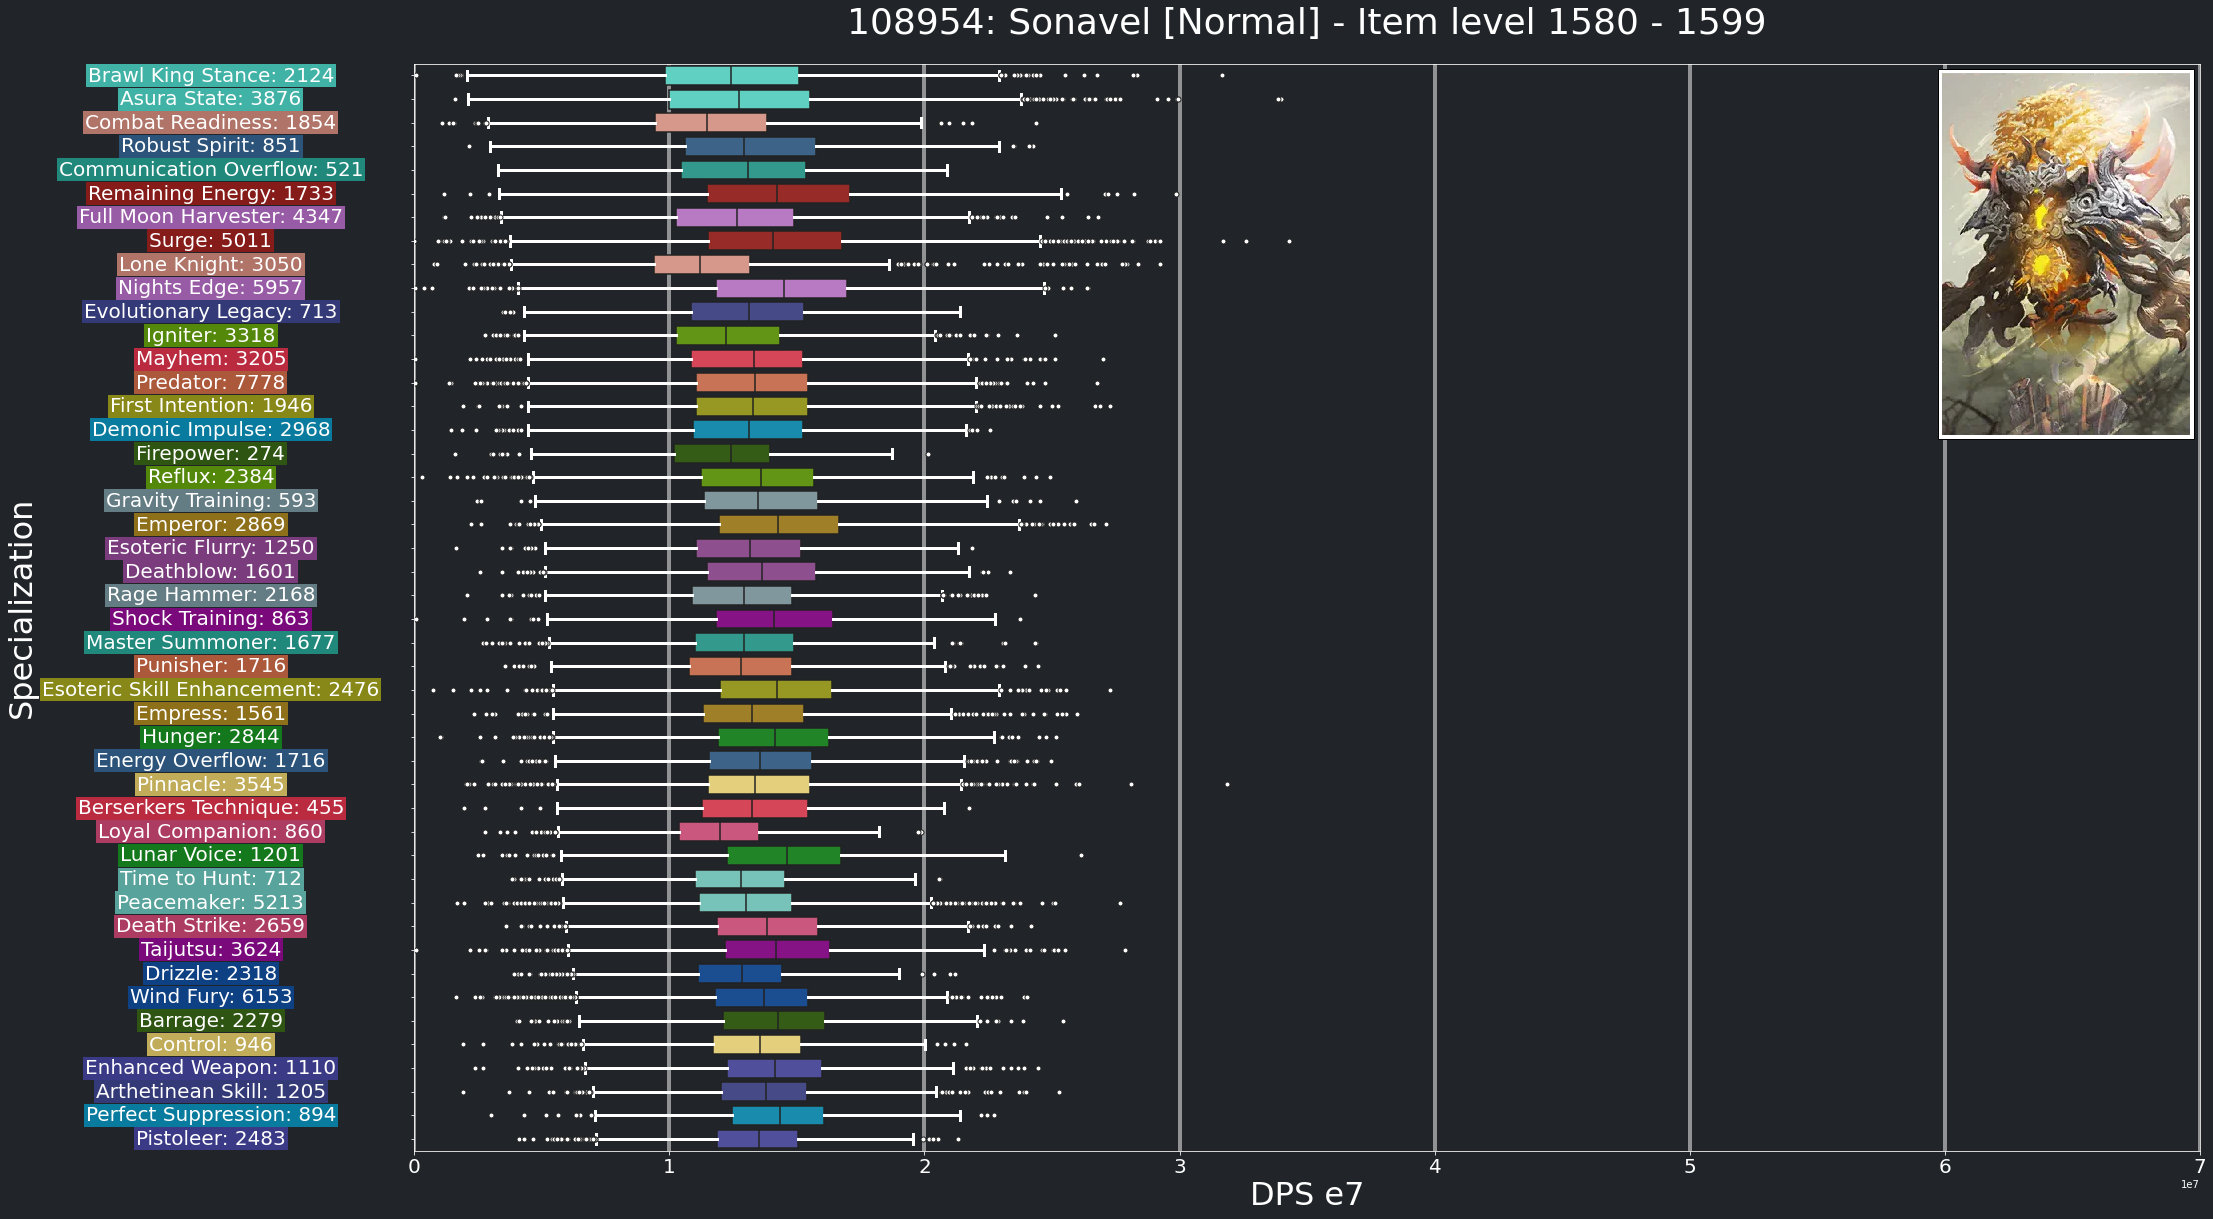 108954: Sonavel [Normal] - Item level 1580 - 1599
Specialization
Brawl King Stance: 2124
Asura State: 3876
Combat Readiness: 1854
Robust Spirit: 851
Communication Overflow: 521
Remaining Energy: 1733
Full Moon Harvester: 4347
Surge: 5011
Lone Knight: 3050
Nights Edge: 5957
Evolutionary Legacy: 713
Igniter: 3318
Mayhem: 3205
Predator: 7778
First Intention: 1946
Demonic Impulse: 2968
Firepower: 274
Reflux: 2384
Gravity Training: 593
Emperor: 2869
Esoteric Flurry: 1250
Deathblow: 1601
Rage Hammer: 2168
Shock Training: 863
Master Summoner: 1677
Punisher: 1716
Esoteric Skill Enhancement: 2476
Empress: 1561
Hunger: 2844
Energy Overflow: 1716
Pinnacle: 3545
Berserkers Technique: 455
Loyal Companion: 860
Lunar Voice: 1201
Time to Hunt: 712
Peacemaker: 5213
Death Strike: 2659
Taijutsu: 3624
Drizzle: 2318
Wind Fury: 6153
Barrage: 2279
Control: 946
Enhanced Weapon: 1110
Arthetinean Skill: 1205
Perfect Suppression: 894
Pistoleer: 2483
0 1 2 3 4 5 6 7
1e7
DPS e7